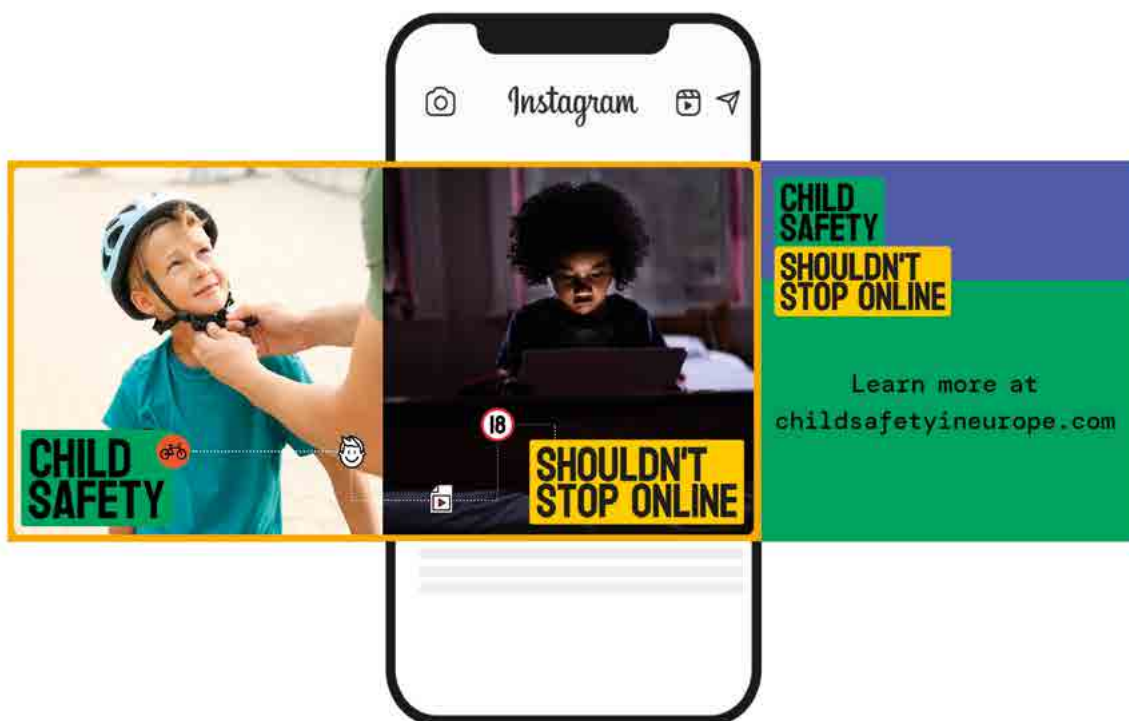 Instagram
CHILD
SAFETY
18
SHOULDN'T
STOP ONLINE
CHILD
SAFETY
SHOULDN'T
STOP ONLINE
Learn more at
childsafetyineurope.com